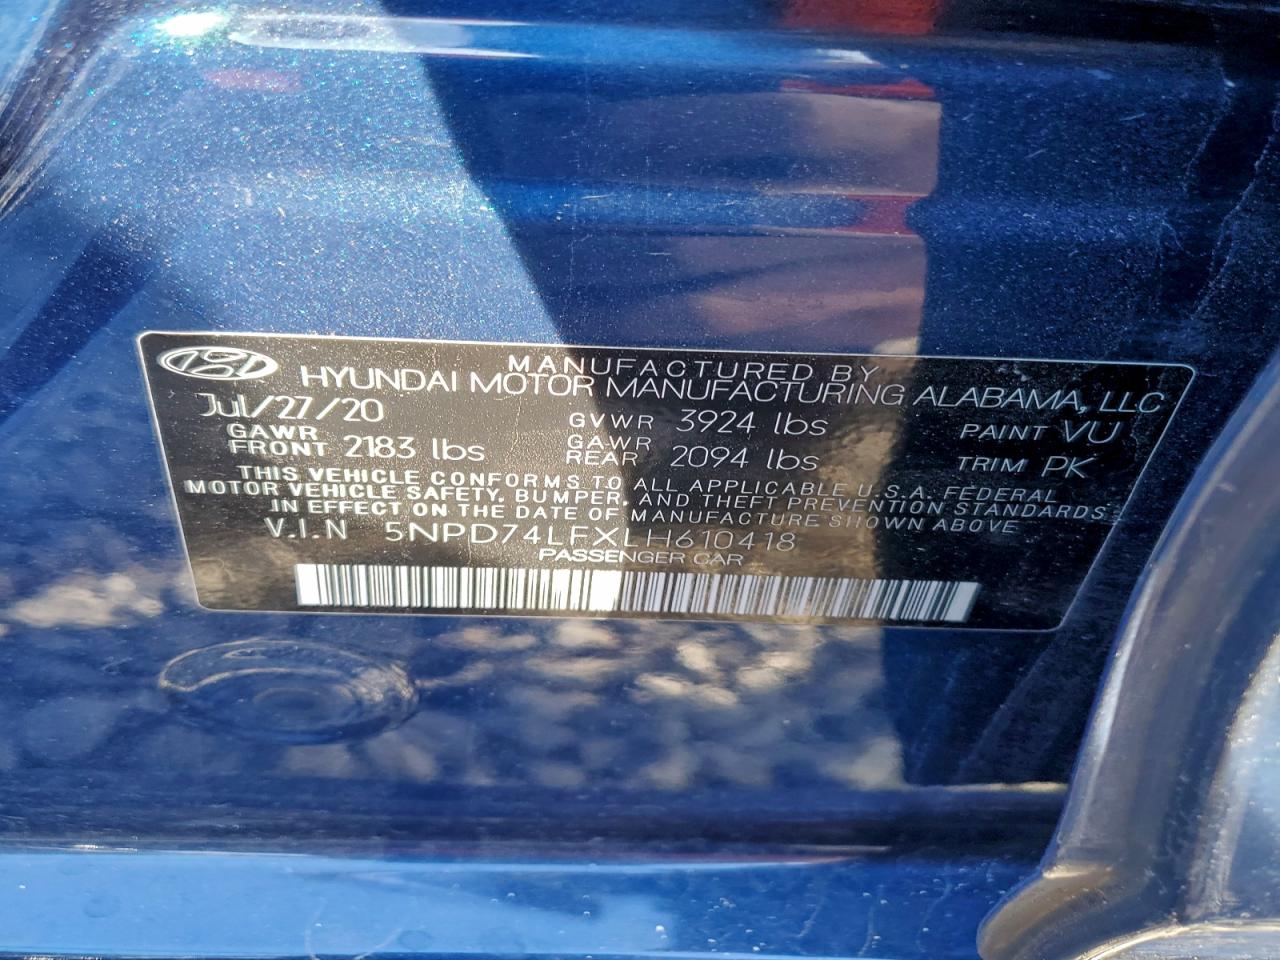 MANUFACTURED BY
HYUNDAI MOTOR MANUFACTURING ALABAMA, LLC
Jul/27/20 GVWR 3924 lbs PAINT VU
GAWR FRONT 2183 lbs GAWR REAR 2094 lbs TRIM PK
THIS VEHICLE CONFORMS TO ALL APPLICABLE U.S.A. FEDERAL
MOTOR VEHICLE SAFETY, BUMPER, AND THEFT PREVENTION STANDARDS
IN EFFECT ON THE DATE OF MANUFACTURE SHOWN ABOVE
V.I.N 5NPD74LFXLH610418
PASSENGER CAR